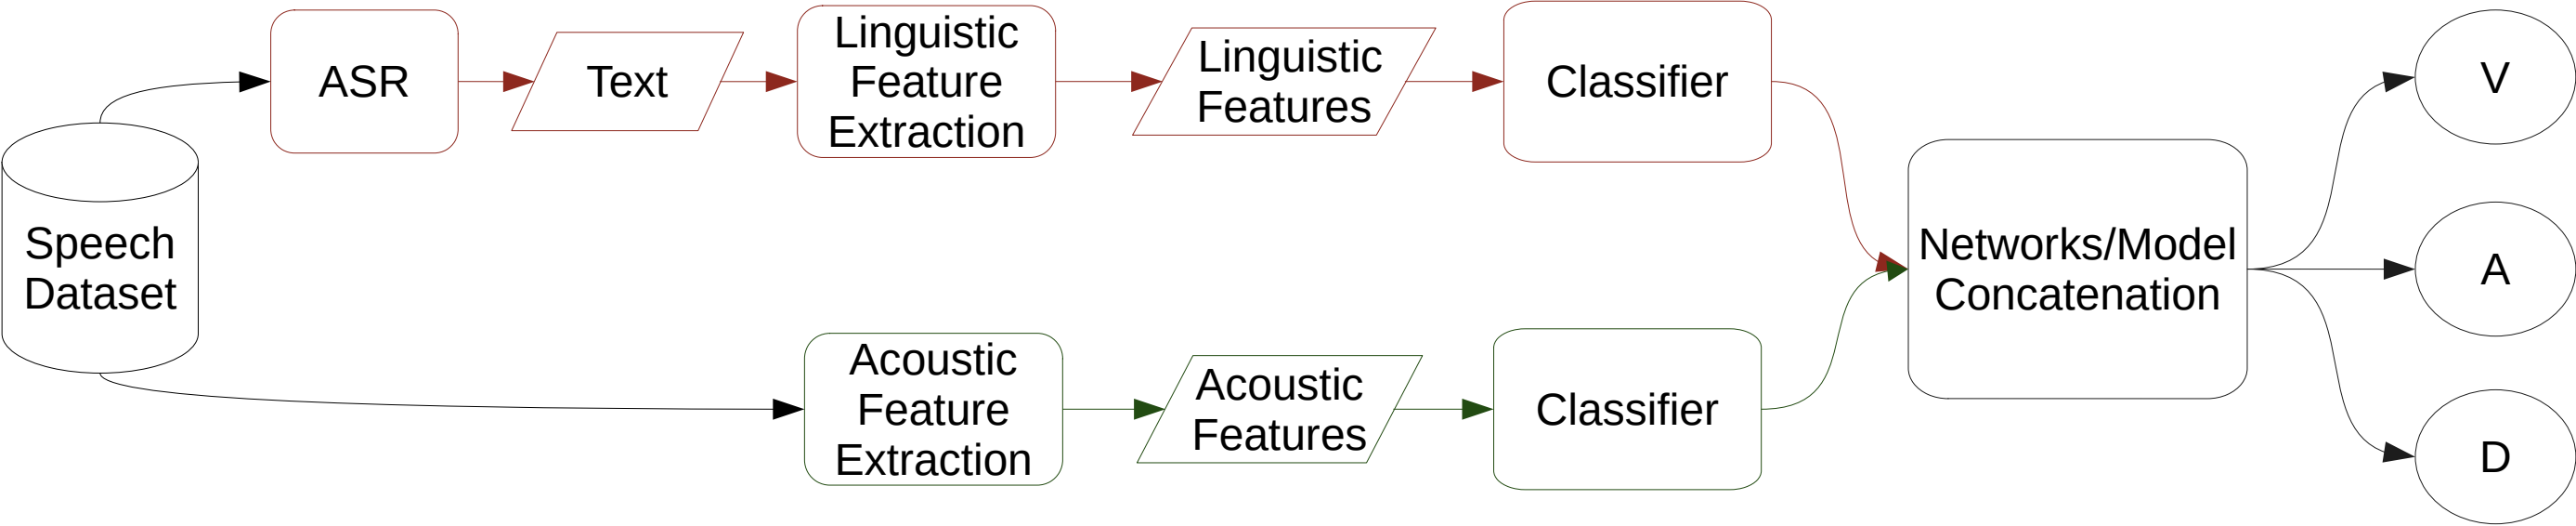 Speech
Dataset
ASR
Text
Linguistic
Feature
Extraction
Linguistic
Features
Classifier
Acoustic
Feature
Extraction
Acoustic
Features
Classifier
Networks/Model
Concatenation
V
A
D